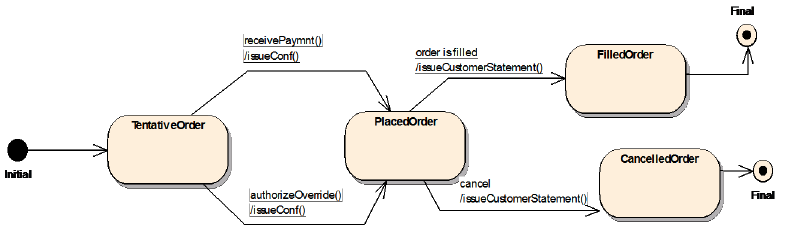 Final
receivePaymnt()
/issueConf()
order is filled
/issueCustomerStatement()
FilledOrder
TentativeOrder
PlacedOrder
Initial
CancelledOrder
authorizeOverride()
/issueConf()
cancel
/issueCustomerStatement()
Final